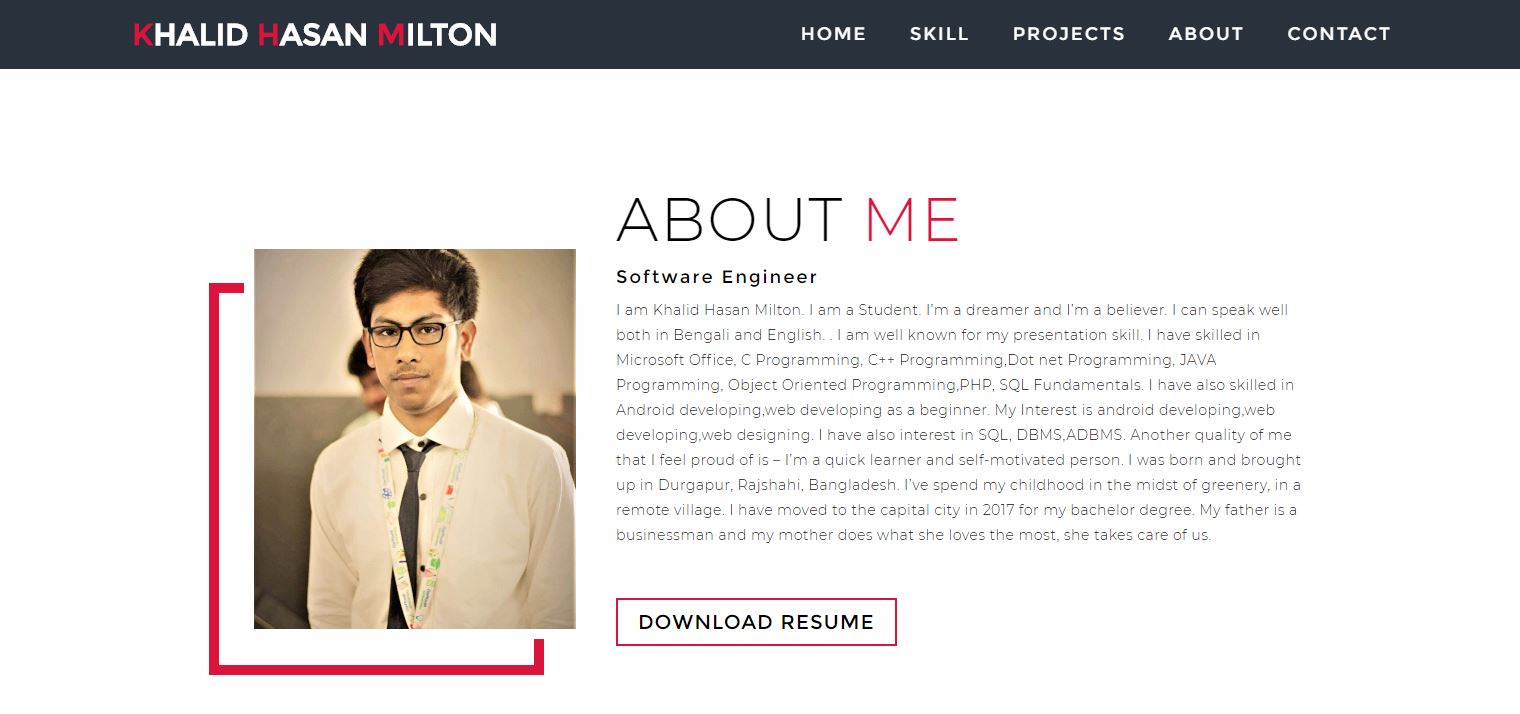 KHALID HASAN MILTON
HOME SKILL PROJECTS ABOUT CONTACT
ABOUT ME
Software Engineer
I am Khalid Hasan Milton. I am a Student. I'm a dreamer and I'm a believer. I can speak well
both in Bengali and English. . I am well known for my presentation skill. I have skilled in
Microsoft Office, C Programming, C++ Programming,Dot net Programming, JAVA
Programming, Object Oriented Programming,PHP, SQL Fundamentals. I have also skilled in
Android developing,web developing as a beginner. My Interest is android developing,web
developing,web designing. I have also interest in SQL, DBMS,ADBMS. Another quality of me
that I feel proud of is – I'm a quick learner and self-motivated person. I was born and brought
up in Durgapur, Rajshahi, Bangladesh. I've spend my childhood in the midst of greenery, in a
remote village. I have moved to the capital city in 2017 for my bachelor degree. My father is a
businessman and my mother does what she loves the most, she takes care of us.
DOWNLOAD RESUME